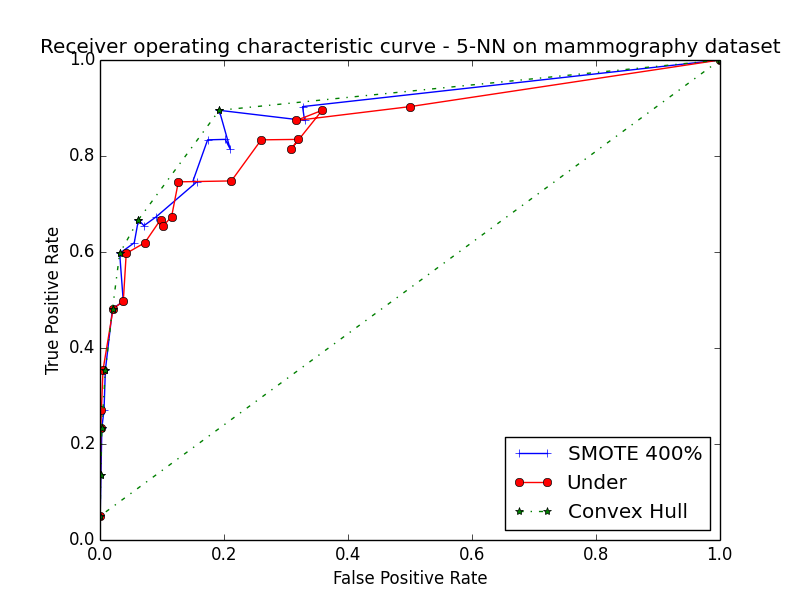 Receiver operating characteristic curve - 5-NN on mammography dataset
1.0
0.8
0.6
0.4
0.2
0.0
True Positive Rate
0.0 0.2 0.4 0.6 0.8 1.0
False Positive Rate
SMOTE 400%
Under
Convex Hull